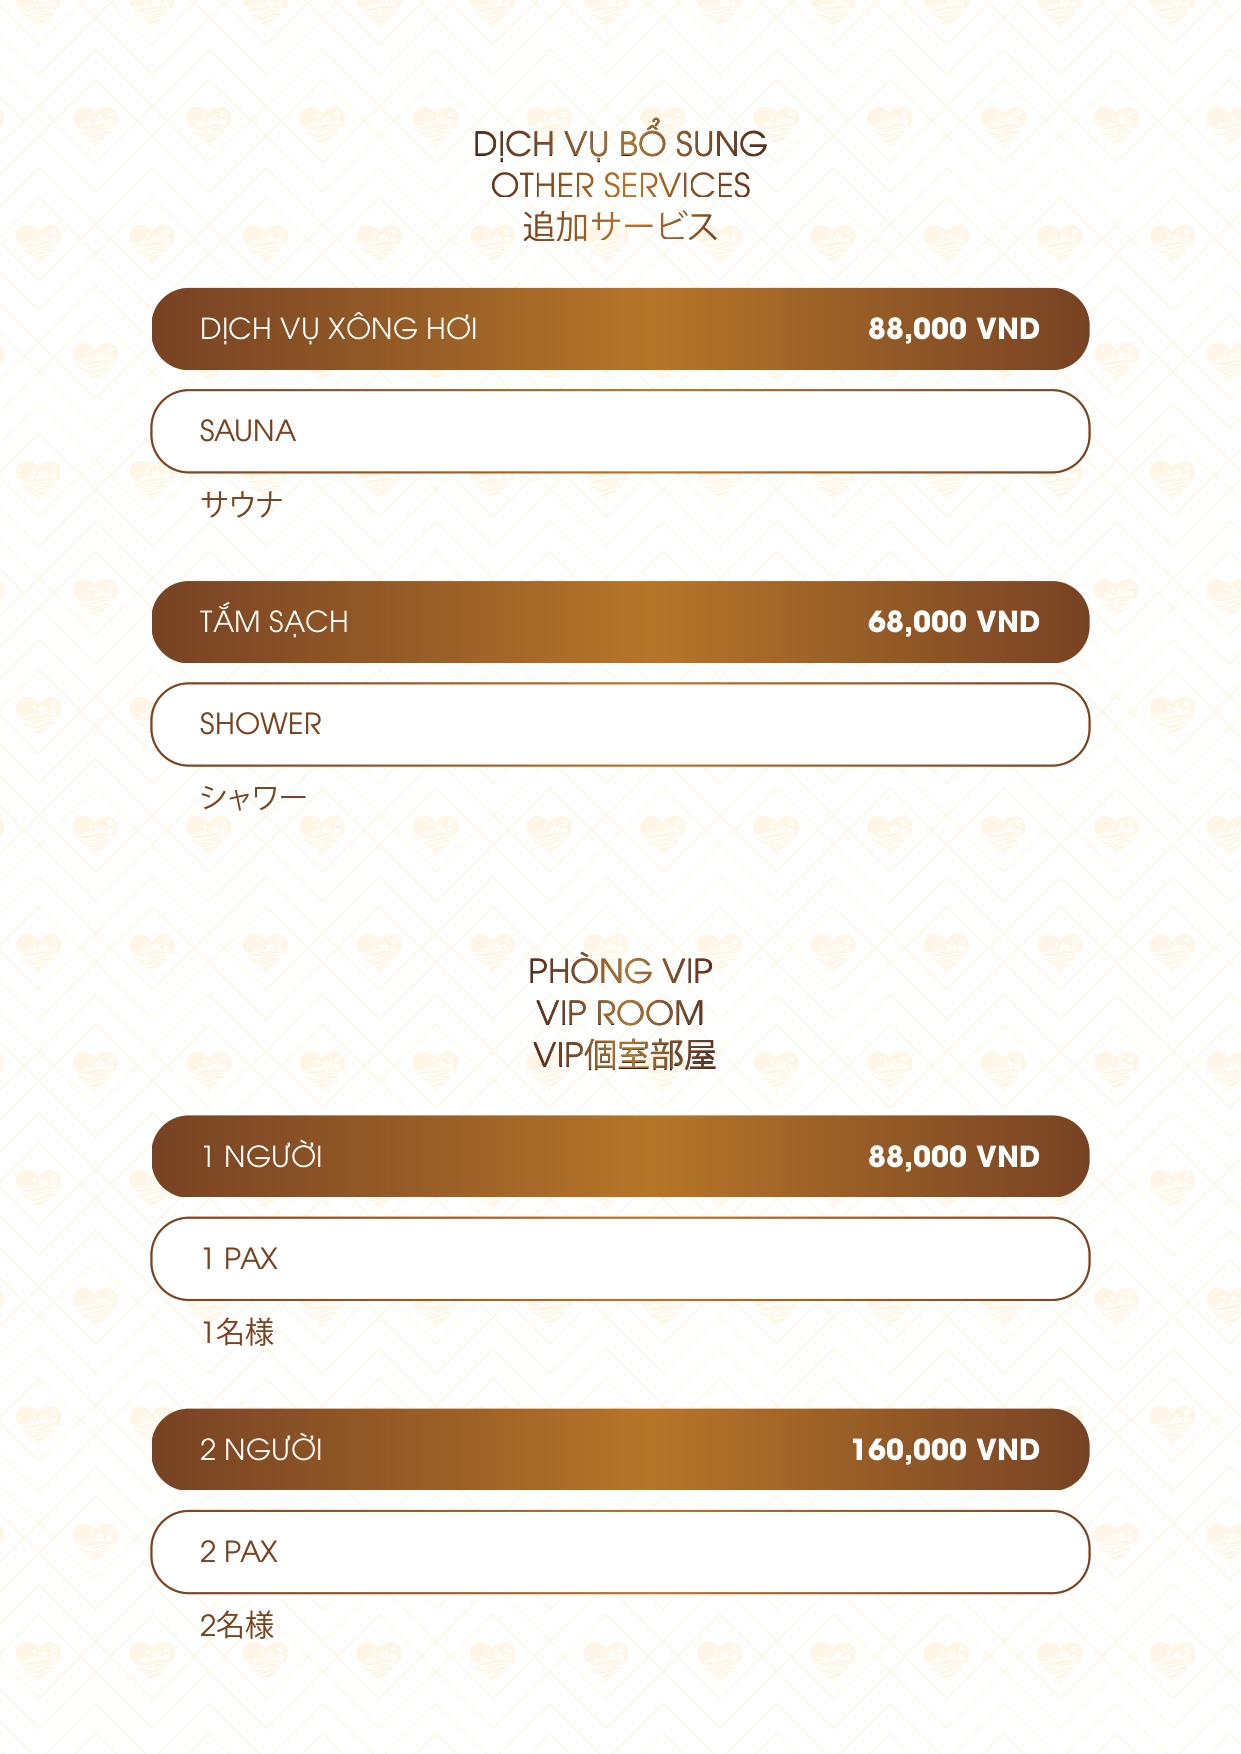 DỊCH VỤ BỔ SUNG
OTHER SERVICES
追加サービス
DỊCH VỤ XÔNG HƠI 88,000 VND
SAUNA
サウナ
TẮM SẠCH 68,000 VND
SHOWER
シャワー
PHÒNG VIP
VIP ROOM
VIP個室部屋
1 NGƯỜI 88,000 VND
1 PAX
1名様
2 NGƯỜI 160,000 VND
2 PAX
2名様